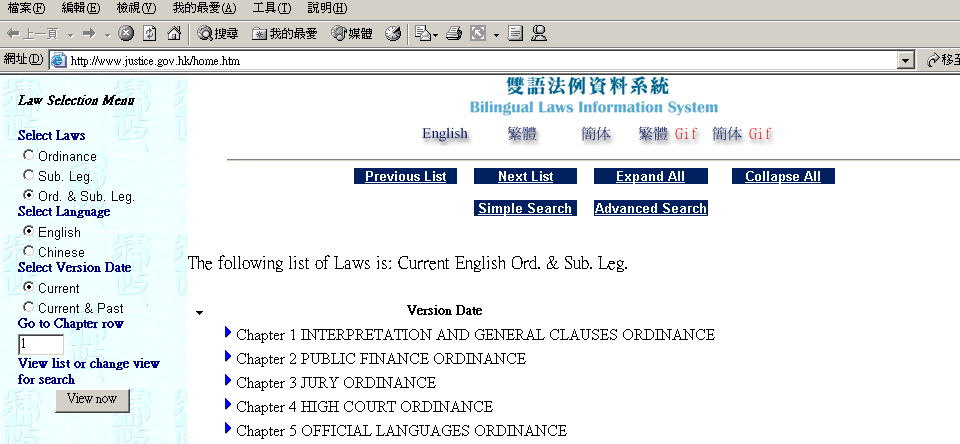 檔案(F) 編輯(E) 檢視(V) 我的最愛(A) 工具(T) 說明(H)
上一頁 搜尋 我的最愛 媒體
網址(D) http://www.justice.gov.hk/home.htm 移至
Law Selection Menu
Select Laws
Ordinance
Sub. Leg.
Ord. & Sub. Leg.
Select Language
English
Chinese
Select Version Date
Current
Current & Past
Go to Chapter row
1
View list or change view
for search
View now
雙語法例資料系統
Bilingual Laws Information System
English 繁體 简体 繁體 Gif 简体 Gif
Previous List Next List Expand All Collapse All
Simple Search Advanced Search
The following list of Laws is: Current English Ord. & Sub. Leg.
Version Date
Chapter 1 INTERPRETATION AND GENERAL CLAUSES ORDINANCE
Chapter 2 PUBLIC FINANCE ORDINANCE
Chapter 3 JURY ORDINANCE
Chapter 4 HIGH COURT ORDINANCE
Chapter 5 OFFICIAL LANGUAGES ORDINANCE